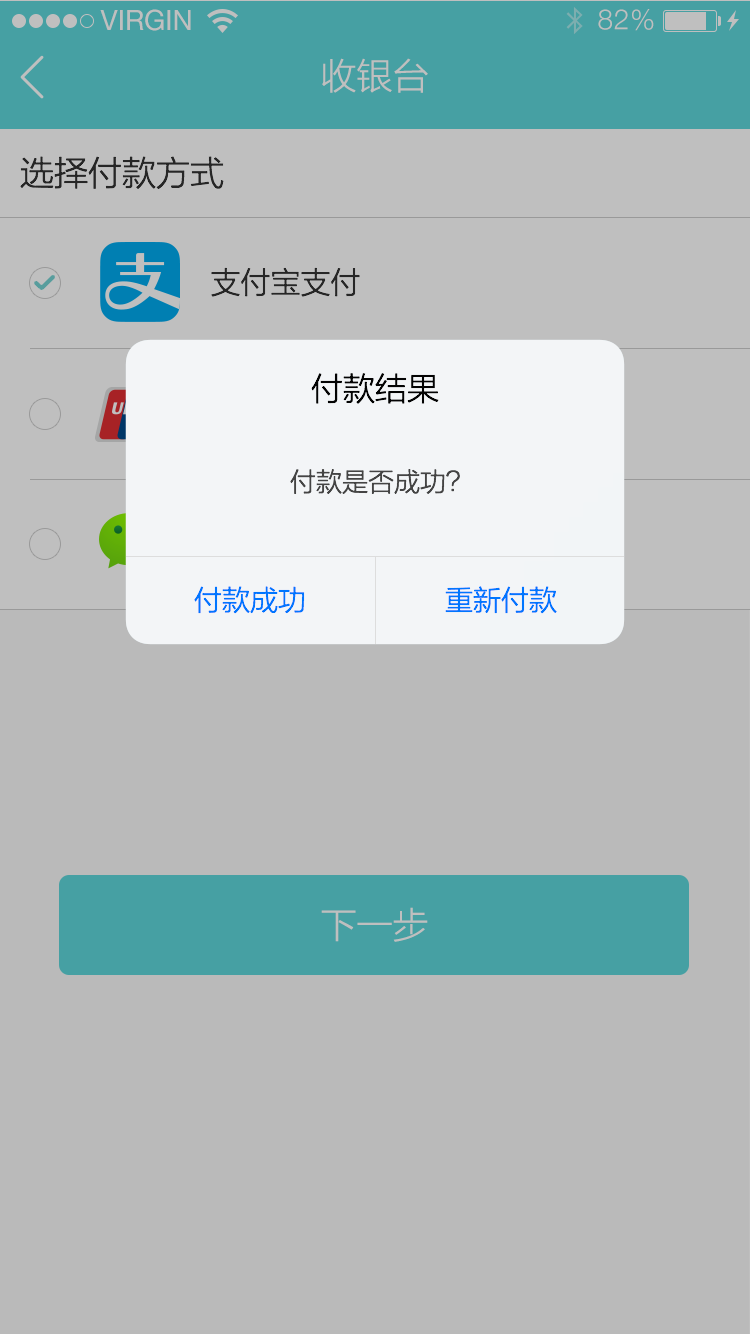 VIRGIN 82%
收银台
选择付款方式
支 支付宝支付
付款结果
付款是否成功?
付款成功 重新付款
下一步